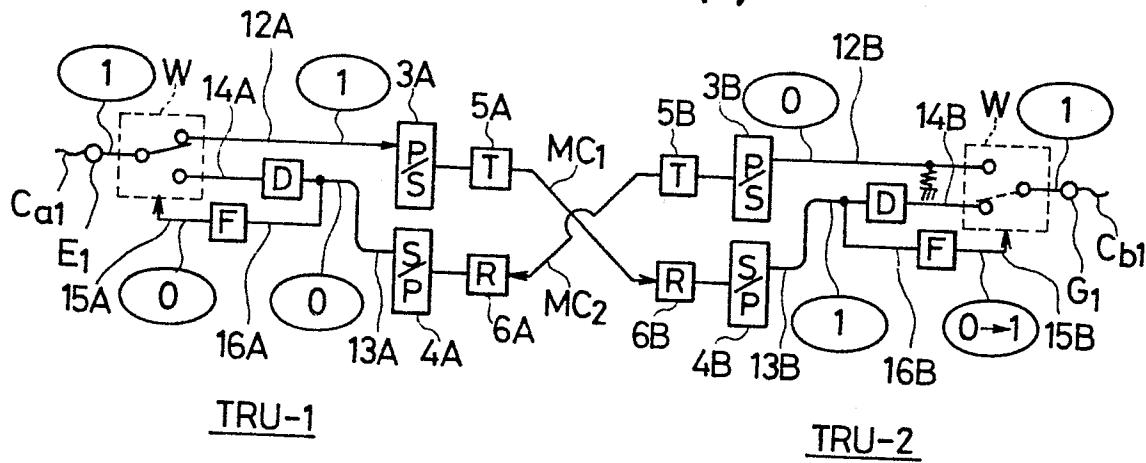 12A
12B
1
W
14A
1
3A
5A
5B
3B
0
14B
W
1
P/S
T
MC1
T
P/S
D
D
Ca1
E1
F
S/P
R
MC2
R
S/P
F
G1
Cb1
15A
0
0
16A
13A
4A
6A
6B
4B
1
13B
16B
0→1
15B
TRU-1
TRU-2